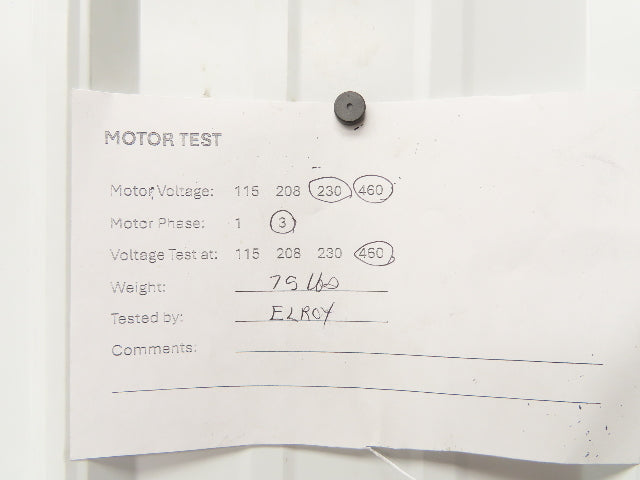 MOTOR TEST
Motor Voltage: 115 208 230 460
Motor Phase: 1 3
Voltage Test at: 115 208 230 460
Weight: 75 lbs
Tested by: ELROY
Comments: